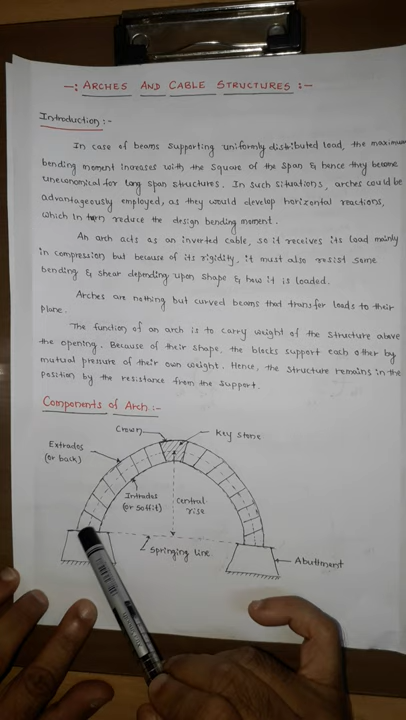 -: ARCHES AND CABLE STRUCTURES :-
Introduction :-
In case of beams supporting uniformly distributed load, the maximum
bending moment increases with the square of the span & hence they become
uneconomical for long span structures. In such situations, arches could be
advantageously employed, as they would develop horizontal reactions,
which in turn reduce the design bending moment.
An arch acts as an inverted cable, so it receives its load mainly
in compression but because of its rigidity, it must also resist some
bending & shear depending upon shape & how it is loaded.
Arches are nothing but curved beams that transfer loads to their
plane.
The function of an arch is to carry weight of the structure above
the opening. Because of their shape, the blocks support each other by
mutual presure of their own weight. Hence, the structure remains in the
position by the resistance from the support.
Components of Arch :-
Crown
Key stone
Extrados
(or back)
Intrados
(or soffit)
Central
rise
Springing line
Abuttment